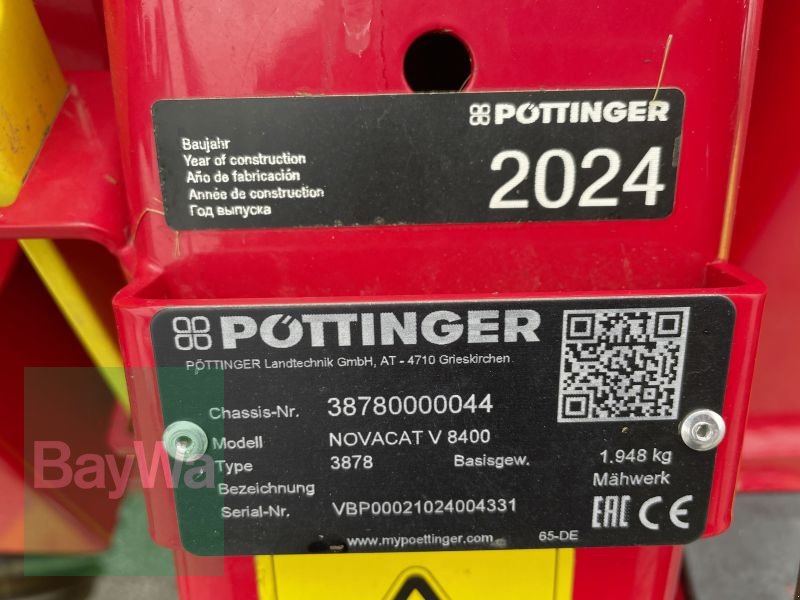 PÖTTINGER
Baujahr
Year of construction
Año de fabricación
Année de construction
Год выпуска
2024
PÖTTINGER
PÖTTINGER Landtechnik GmbH, AT - 4710 Grieskirchen
Chassis-Nr. 38780000044
Modell NOVACAT V 8400
Type 3878 Basisgew. 1.948 kg
Bezeichnung Mähwerk
Serial-Nr. VBP00021024004331
EAC CE
www.mypoettinger.com 65-DE
BayWa